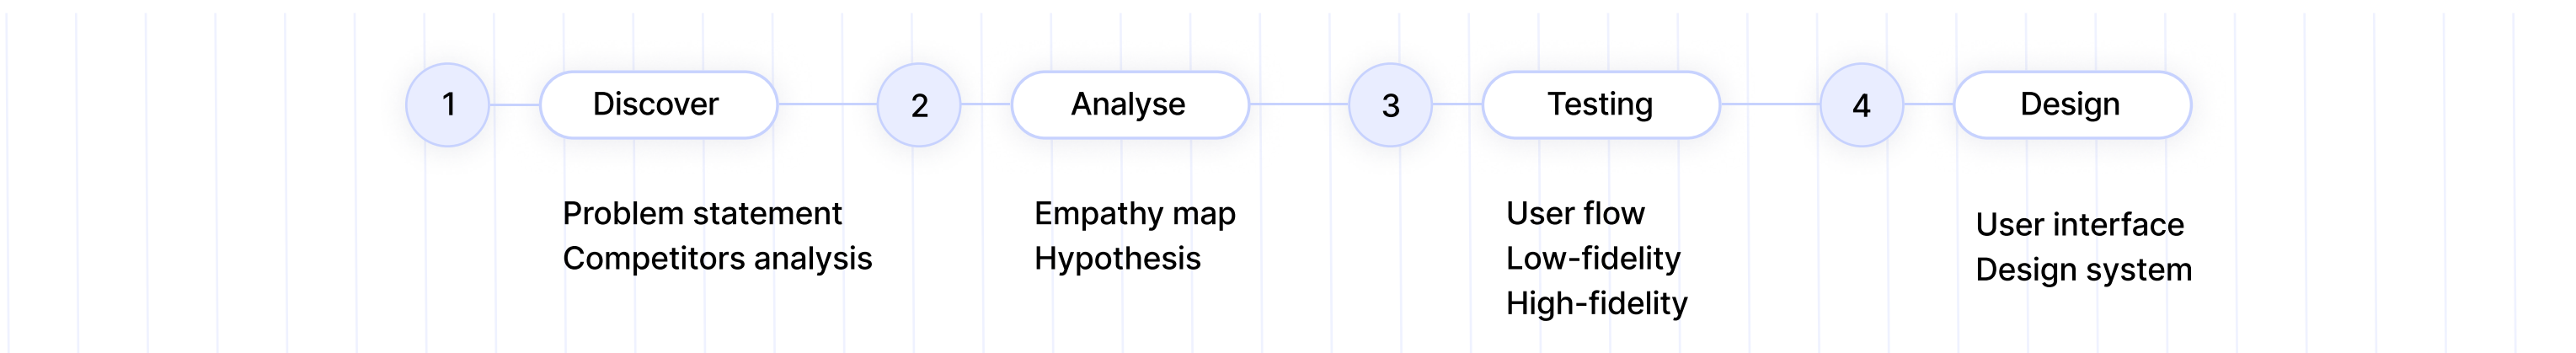 1
Discover
2
Analyse
3
Testing
4
Design
Problem statement
Competitors analysis
Empathy map
Hypothesis
User flow
Low-fidelity
High-fidelity
User interface
Design system